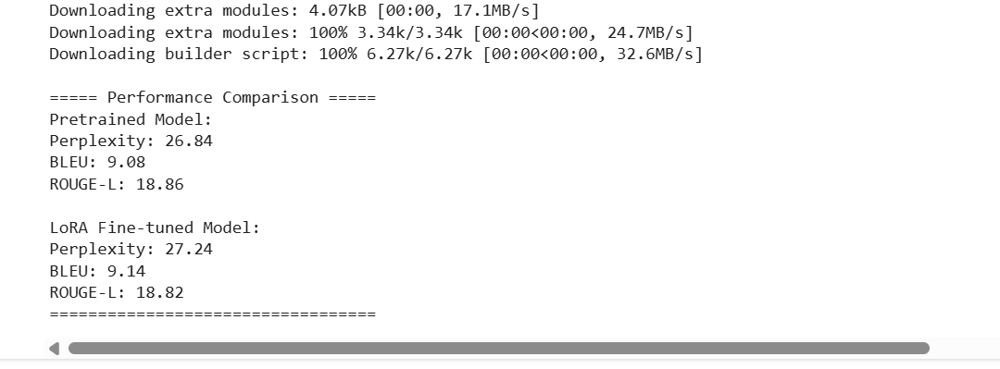 Downloading extra modules: 4.07kB [00:00, 17.1MB/s]
Downloading extra modules: 100% 3.34k/3.34k [00:00<00:00, 24.7MB/s]
Downloading builder script: 100% 6.27k/6.27k [00:00<00:00, 32.6MB/s]
===== Performance Comparison =====
Pretrained Model:
Perplexity: 26.84
BLEU: 9.08
ROUGE-L: 18.86
LoRA Fine-tuned Model:
Perplexity: 27.24
BLEU: 9.14
ROUGE-L: 18.82
==================================